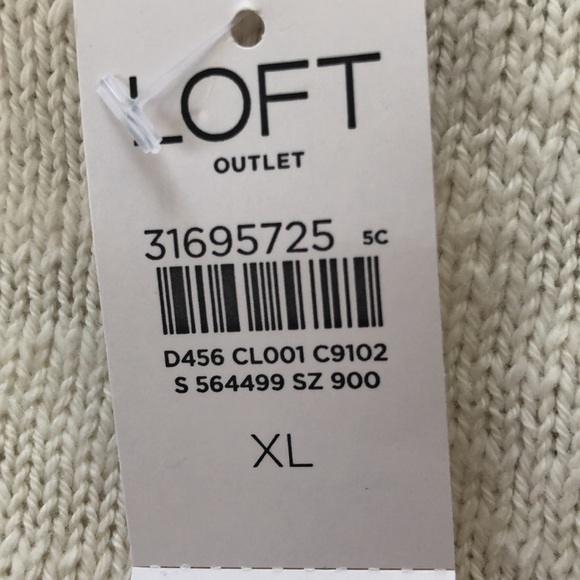 LOFT
OUTLET
31695725 5C
D456 CL001 C9102
S 564499 SZ 900
XL